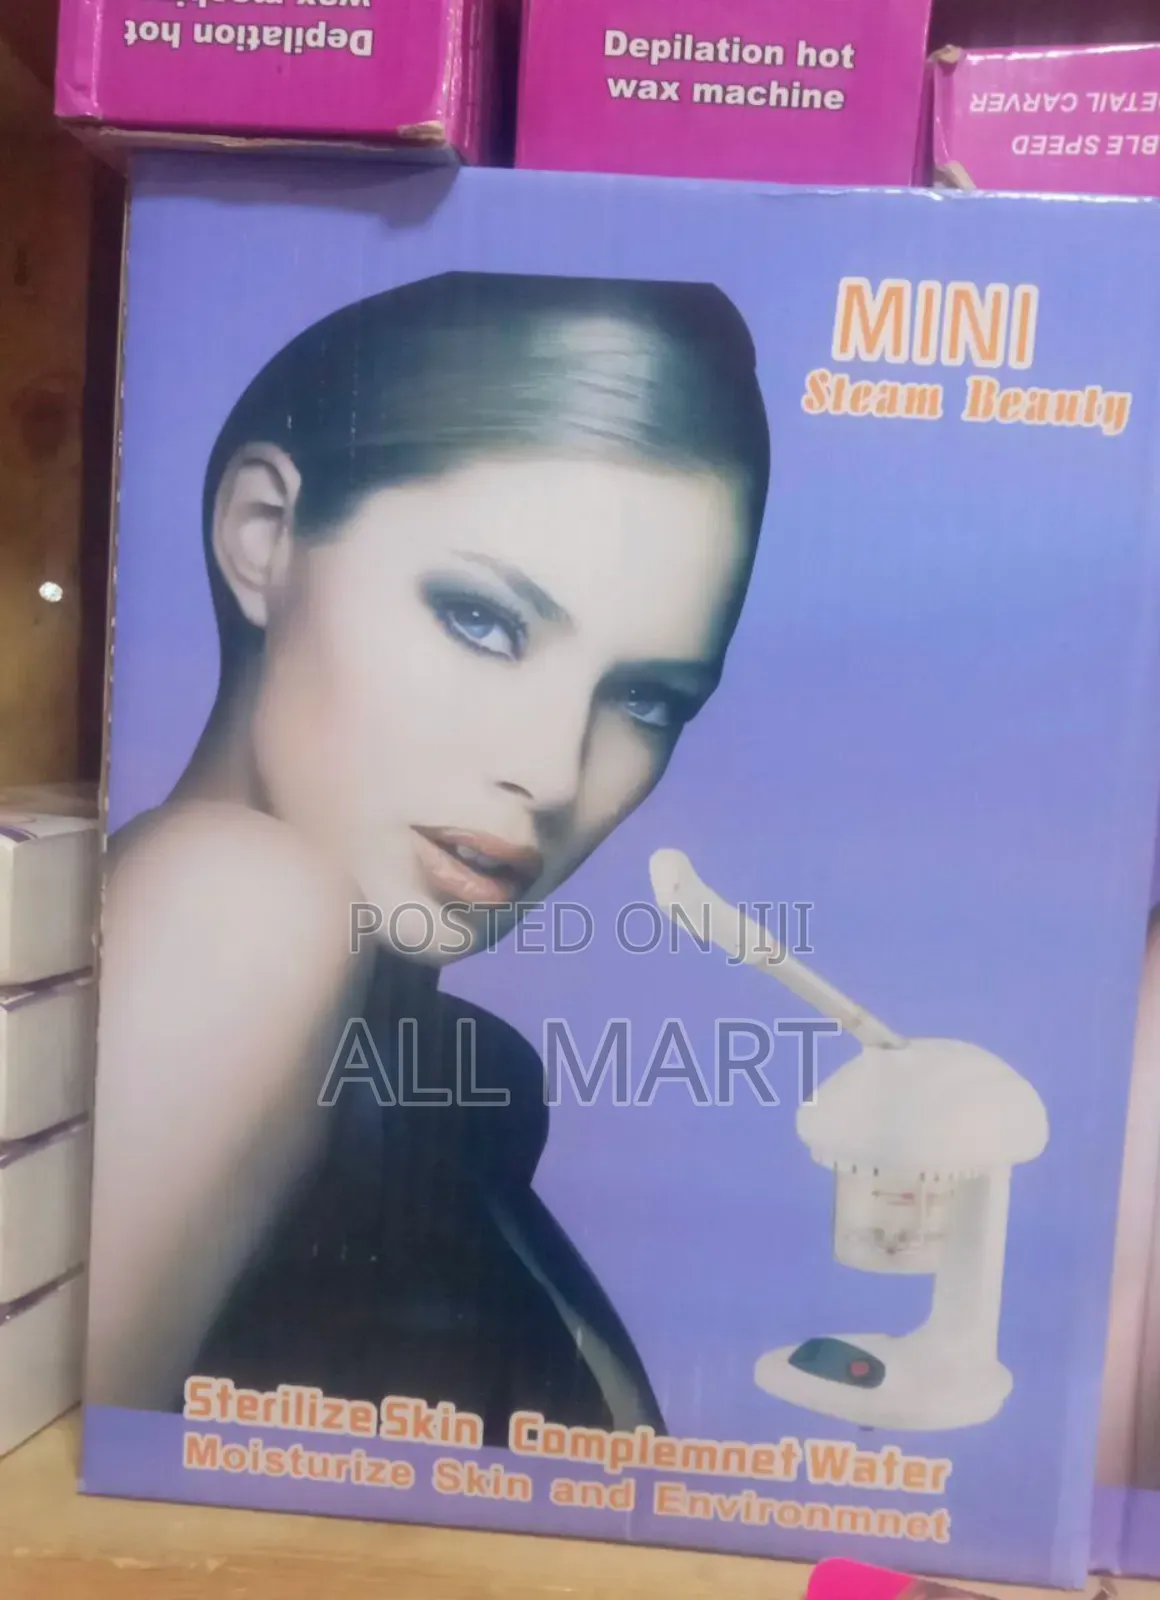 Depilation hot
Depilation hot
wax machine
ETAIL CARVER
BLE SPEED
MINI
Steam Beauty
POSTED ON JIJI
ALL MART
Sterilize Skin Complemnet Water
Moisturize Skin and Environmnet